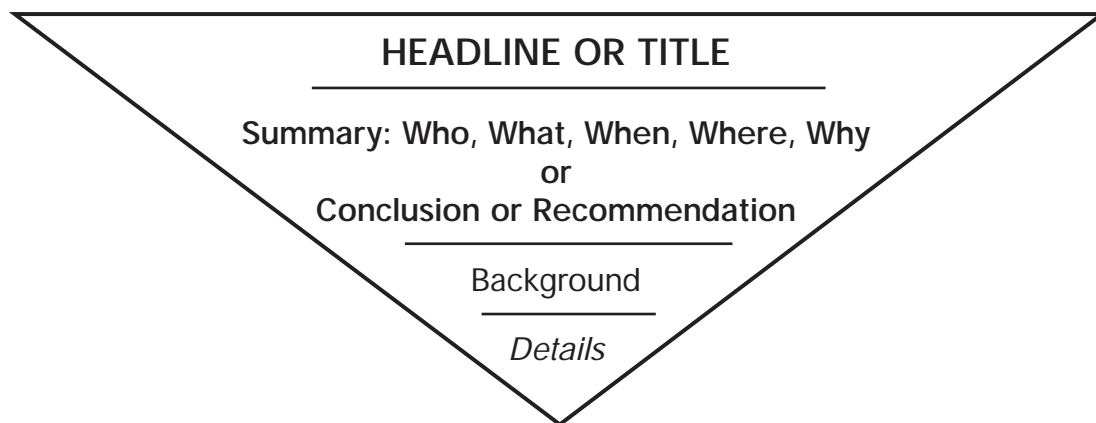 HEADLINE OR TITLE
Summary: Who, What, When, Where, Why
or
Conclusion or Recommendation
Background
Details